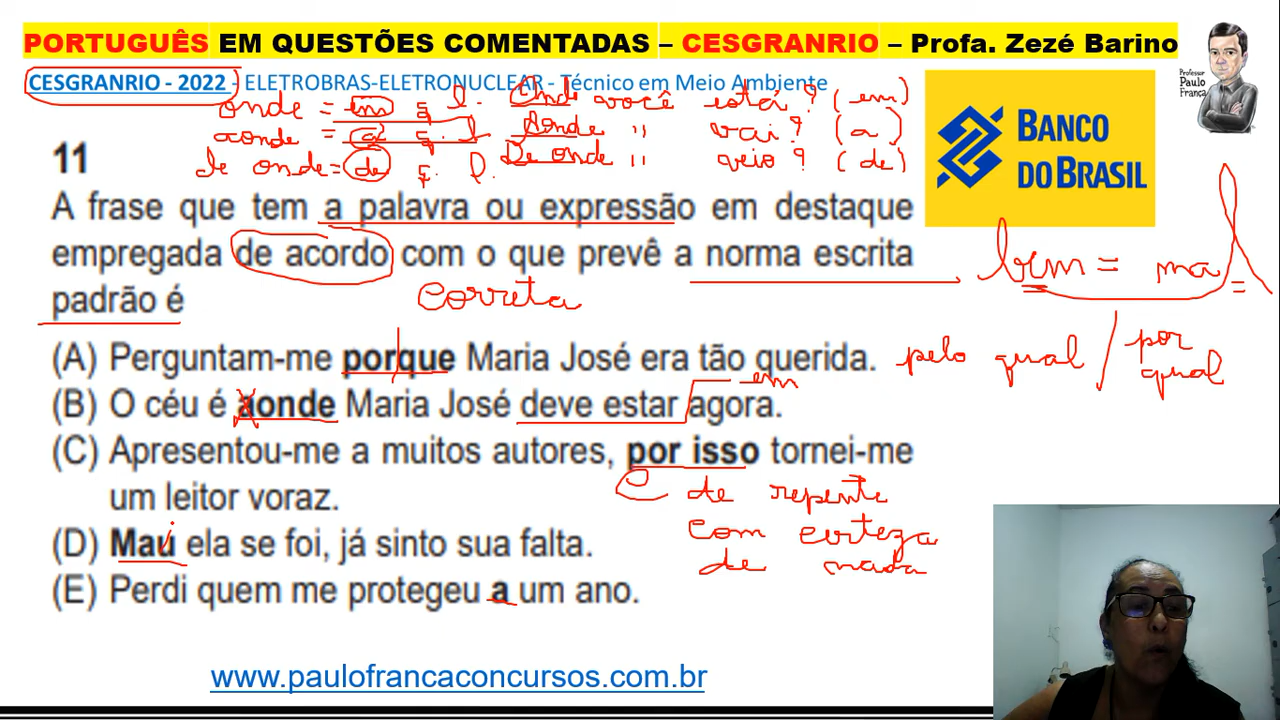 PORTUGUÊS EM QUESTÕES COMENTADAS – CESGRANRIO – Profa. Zezé Barino
Professor
Paulo
França
CESGRANRIO - 2022 - ELETROBRAS-ELETRONUCLEAR - Técnico em Meio Ambiente
onde = em q. l. Onde você está? (em)
aonde = a q. l. Aonde " vai? (a)
de onde = de q. l. De onde " veio? (de)
BANCO
DO BRASIL
11
A frase que tem a palavra ou expressão em destaque
empregada de acordo com o que prevê a norma escrita
padrão é
correta
bem = mal
(A) Perguntam-me porque Maria José era tão querida.
pelo qual / por qual
em
(B) O céu é aonde Maria José deve estar agora.
(C) Apresentou-me a muitos autores, por isso tornei-me
um leitor voraz.
C de repente
com certeza
de nada
(D) Mau ela se foi, já sinto sua falta.
(E) Perdi quem me protegeu a um ano.
www.paulofrancaconcursos.com.br